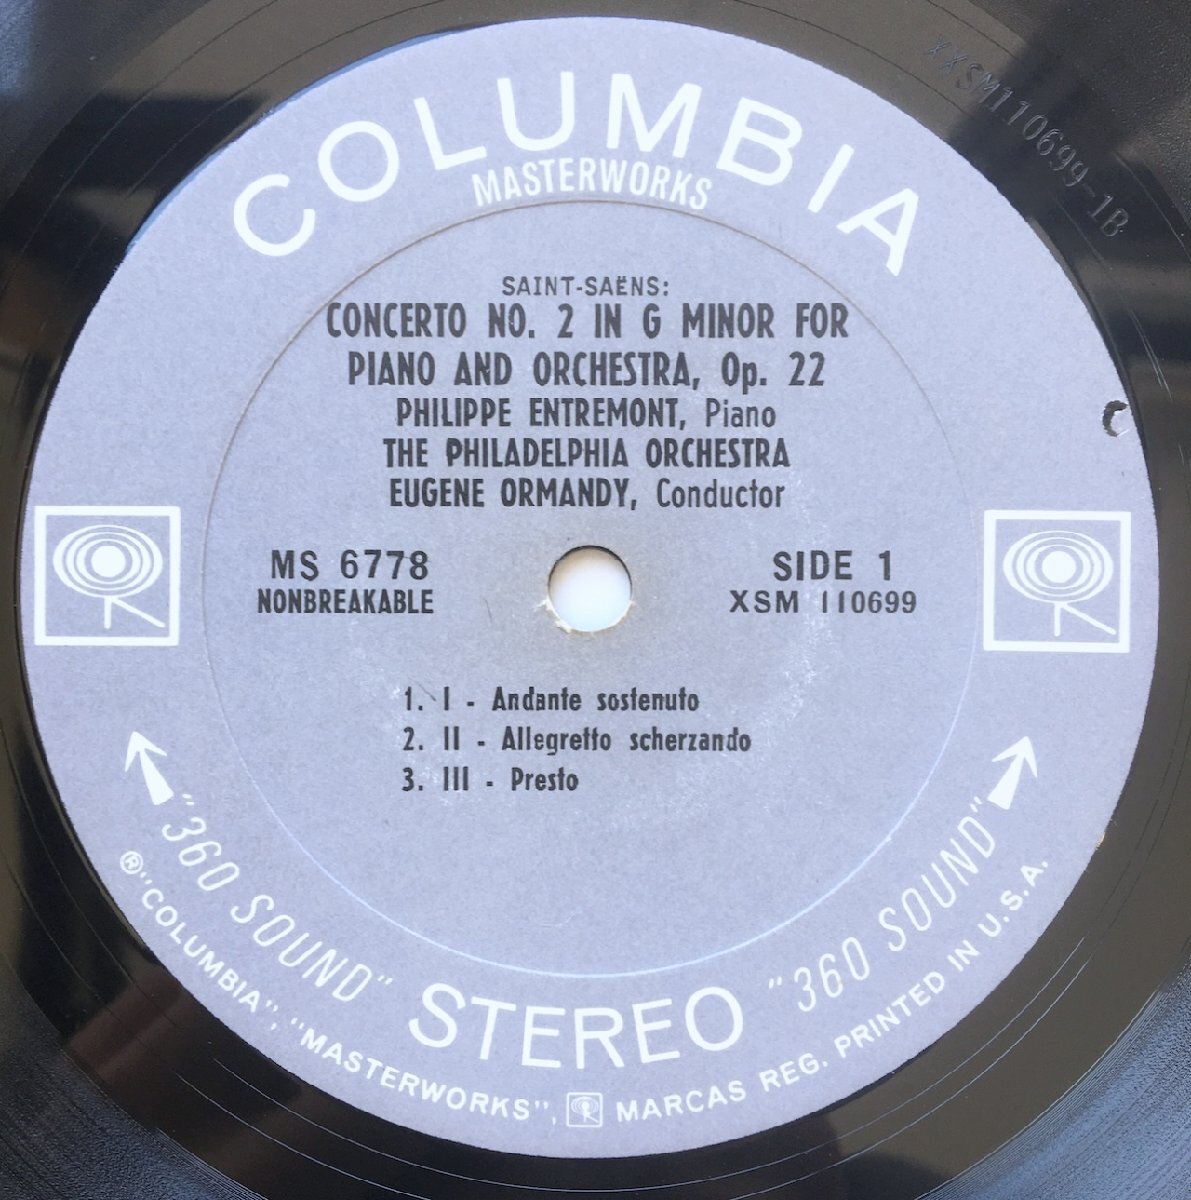 COLUMBIA
MASTERWORKS
SAINT-SAËNS:
CONCERTO NO. 2 IN G MINOR FOR
PIANO AND ORCHESTRA, Op. 22
PHILIPPE ENTREMONT, Piano
THE PHILADELPHIA ORCHESTRA
EUGENE ORMANDY, Conductor
MS 6778
NONBREAKABLE
SIDE 1
XSM 110699
1. I - Andante sostenuto
2. II - Allegretto scherzando
3. III - Presto
"360 SOUND" STEREO "360 SOUND"
® "COLUMBIA", "MASTERWORKS", MARCAS REG. PRINTED IN U.S.A.
xxSM110699-1B